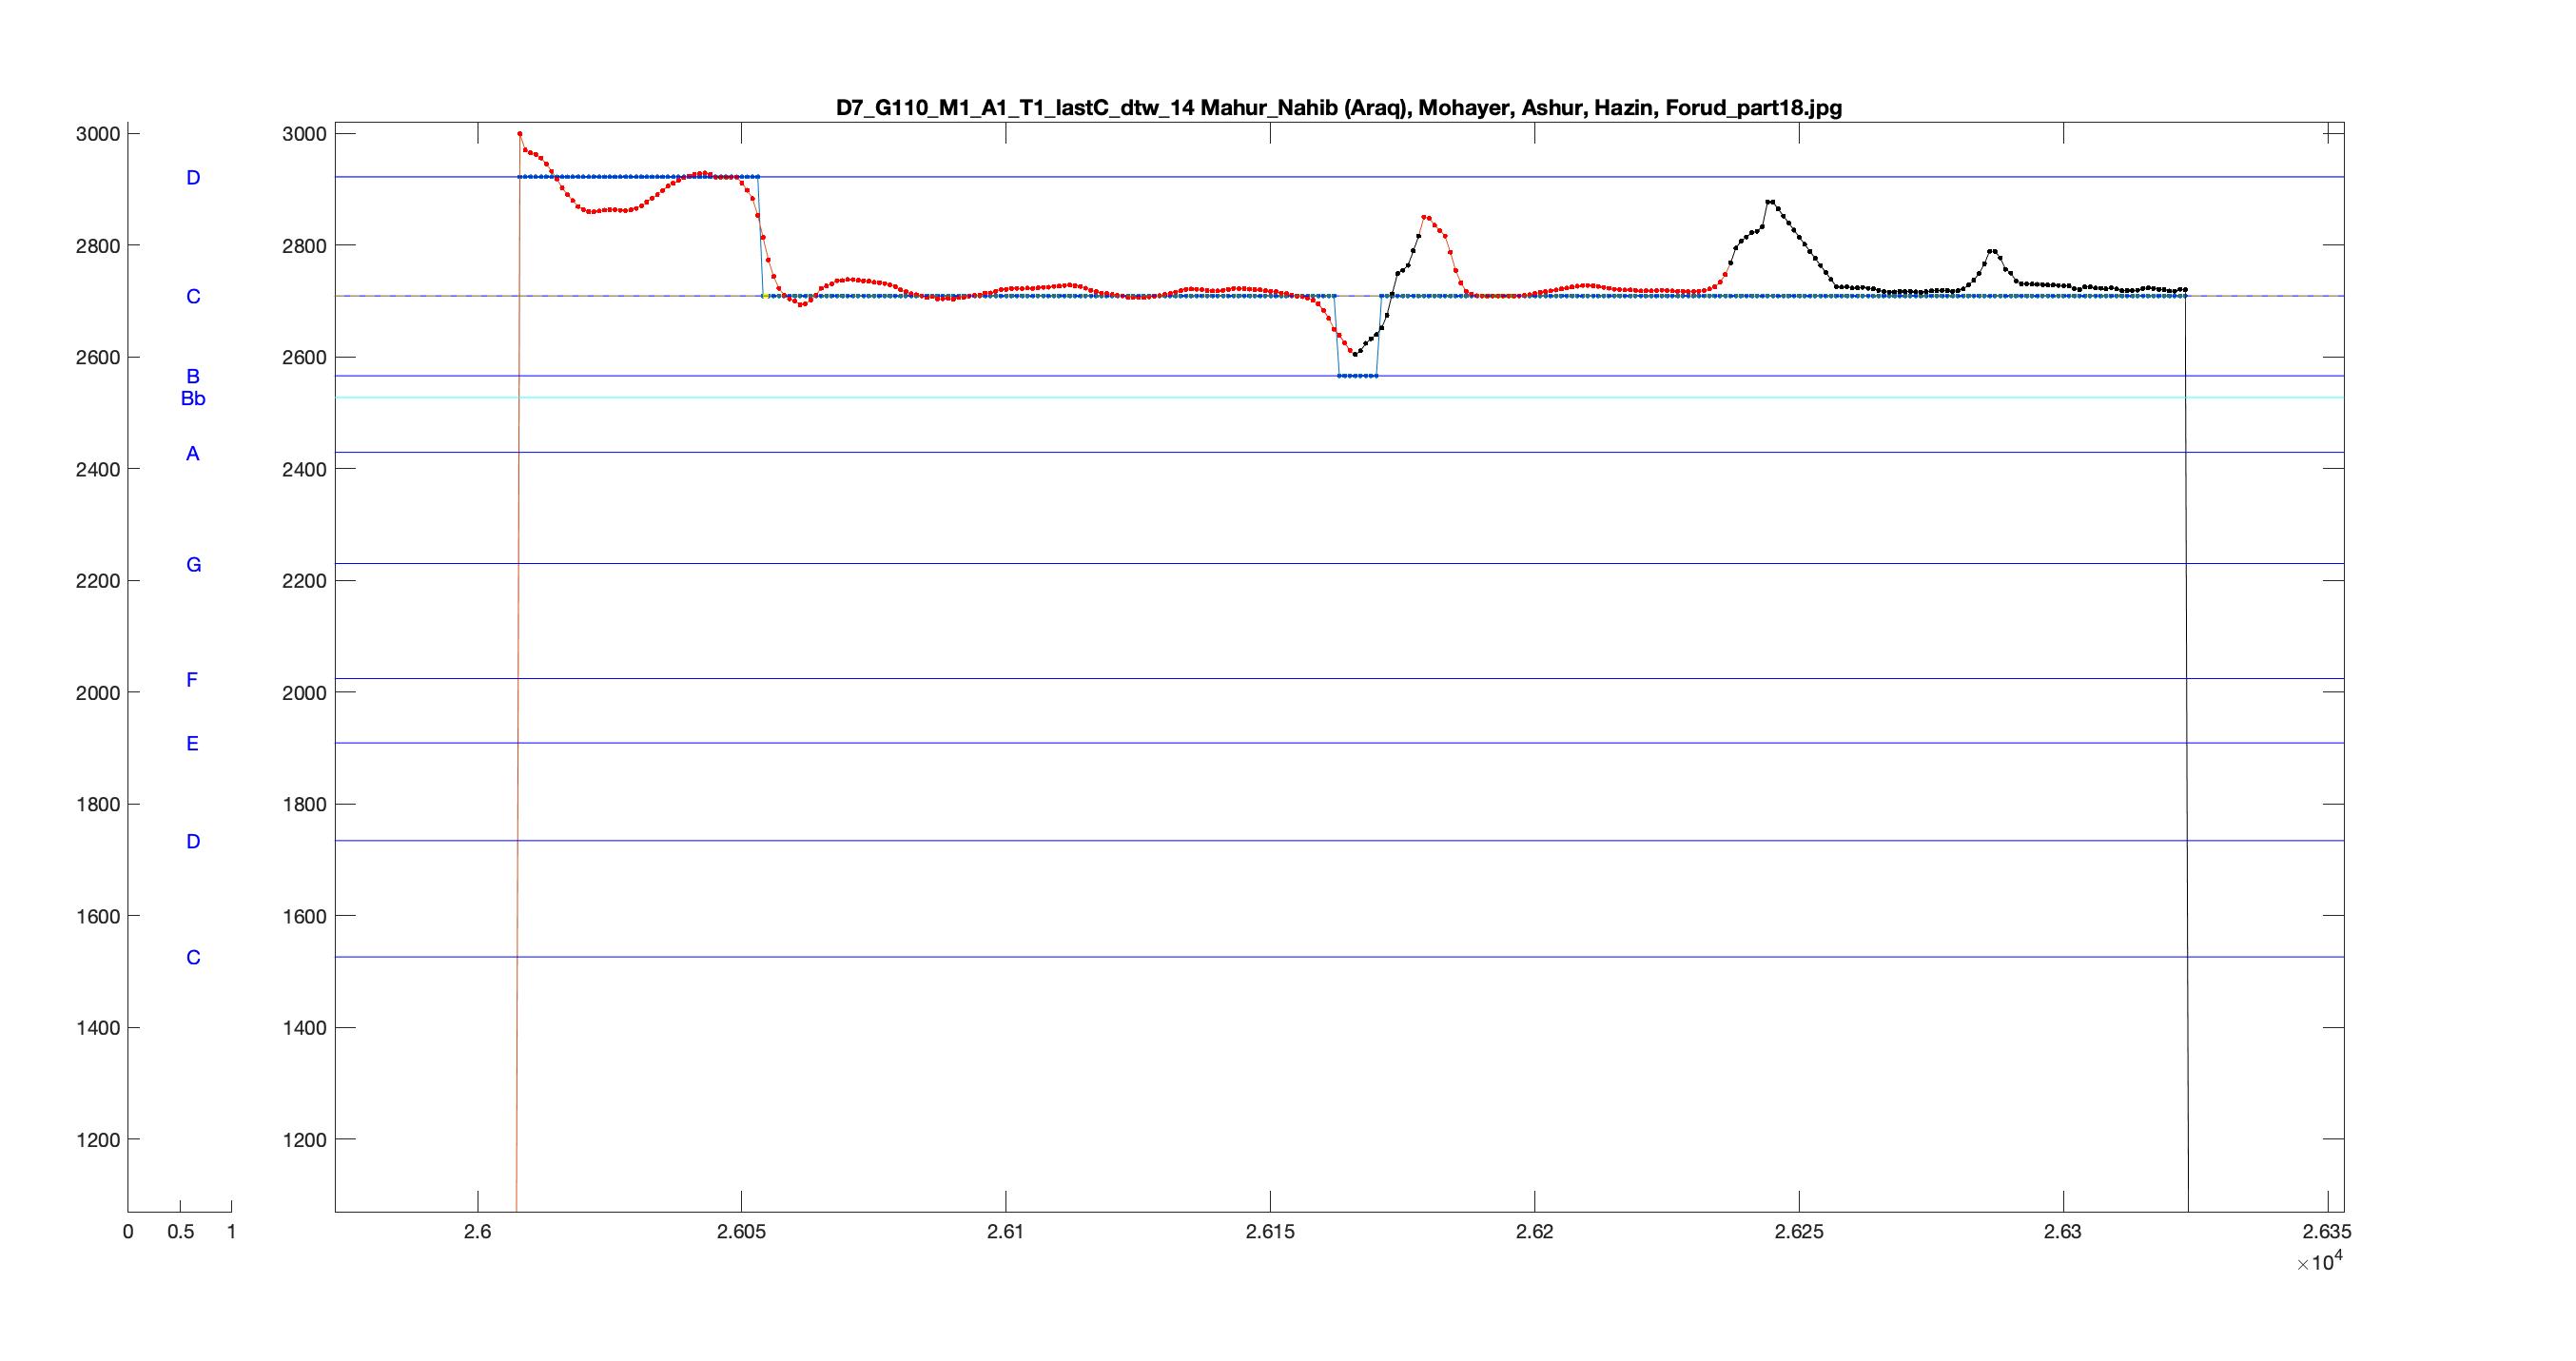 D7_G110_M1_A1_T1_lastC_dtw_14 Mahur_Nahib (Araq), Mohayer, Ashur, Hazin, Forud_part18.jpg
3000 D 3000
2800 2800
C
2600 2600
B
Bb
A
2400 2400
G
2200 2200
F
2000 2000
E
1800 1800
D
1600 1600
C
1400 1400
1200 1200
0 0.5 1 2.6 2.605 2.61 2.615 2.62 2.625 2.63 2.635
×10^4